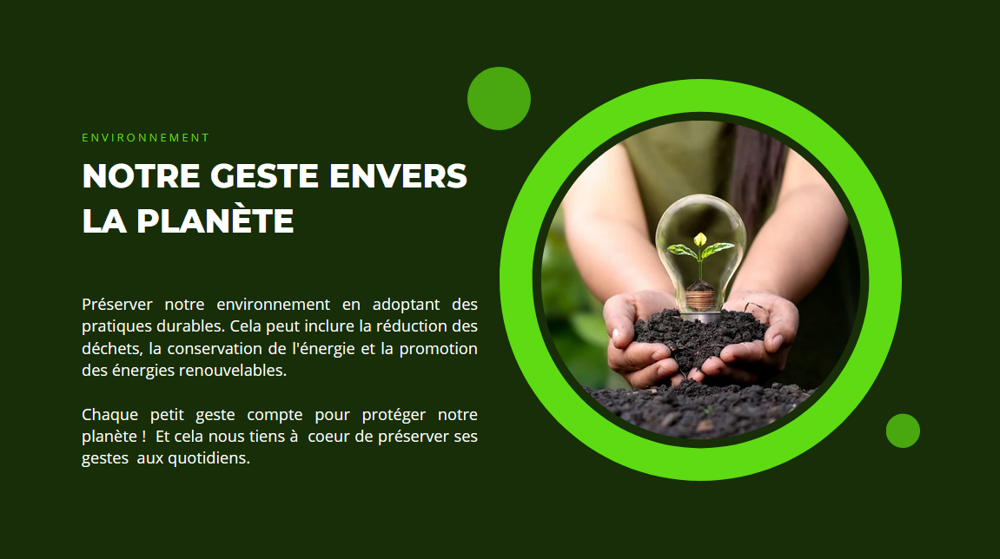 ENVIRONNEMENT
NOTRE GESTE ENVERS
LA PLANÈTE
Préserver notre environnement en adoptant des
pratiques durables. Cela peut inclure la réduction des
déchets, la conservation de l'énergie et la promotion
des énergies renouvelables.
Chaque petit geste compte pour protéger notre
planète !  Et cela nous tiens à  coeur de préserver ses
gestes  aux quotidiens.